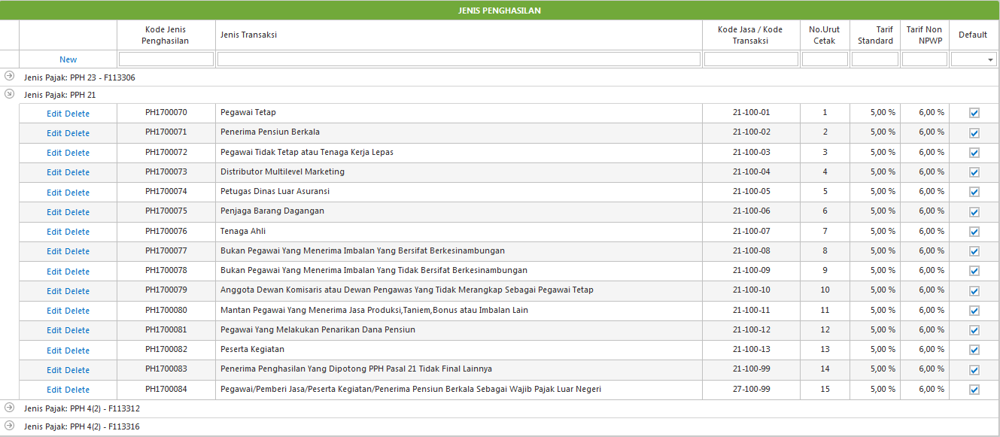 JENIS PENGHASILAN
Kode Jenis Penghasilan Jenis Transaksi Kode Jasa / Kode Transaksi No.Urut Cetak Tarif Standard Tarif Non NPWP Default
New
Jenis Pajak: PPH 23 - F113306
Jenis Pajak: PPH 21
Edit Delete PH1700070 Pegawai Tetap 21-100-01 1 5,00 % 6,00 %
Edit Delete PH1700071 Penerima Pensiun Berkala 21-100-02 2 5,00 % 6,00 %
Edit Delete PH1700072 Pegawai Tidak Tetap atau Tenaga Kerja Lepas 21-100-03 3 5,00 % 6,00 %
Edit Delete PH1700073 Distributor Multilevel Marketing 21-100-04 4 5,00 % 6,00 %
Edit Delete PH1700074 Petugas Dinas Luar Asuransi 21-100-05 5 5,00 % 6,00 %
Edit Delete PH1700075 Penjaga Barang Dagangan 21-100-06 6 5,00 % 6,00 %
Edit Delete PH1700076 Tenaga Ahli 21-100-07 7 5,00 % 6,00 %
Edit Delete PH1700077 Bukan Pegawai Yang Menerima Imbalan Yang Bersifat Berkesinambungan 21-100-08 8 5,00 % 6,00 %
Edit Delete PH1700078 Bukan Pegawai Yang Menerima Imbalan Yang Tidak Bersifat Berkesinambungan 21-100-09 9 5,00 % 6,00 %
Edit Delete PH1700079 Anggota Dewan Komisaris atau Dewan Pengawas Yang Tidak Merangkap Sebagai Pegawai Tetap 21-100-10 10 5,00 % 6,00 %
Edit Delete PH1700080 Mantan Pegawai Yang Menerima Jasa Produksi,Taniem,Bonus atau Imbalan Lain 21-100-11 11 5,00 % 6,00 %
Edit Delete PH1700081 Pegawai Yang Melakukan Penarikan Dana Pensiun 21-100-12 12 5,00 % 6,00 %
Edit Delete PH1700082 Peserta Kegiatan 21-100-13 13 5,00 % 6,00 %
Edit Delete PH1700083 Penerima Penghasilan Yang Dipotong PPH Pasal 21 Tidak Final Lainnya 21-100-99 14 5,00 % 6,00 %
Edit Delete PH1700084 Pegawai/Pemberi Jasa/Peserta Kegiatan/Penerima Pensiun Berkala Sebagai Wajib Pajak Luar Negeri 27-100-99 15 5,00 % 6,00 %
Jenis Pajak: PPH 4(2) - F113312
Jenis Pajak: PPH 4(2) - F113316